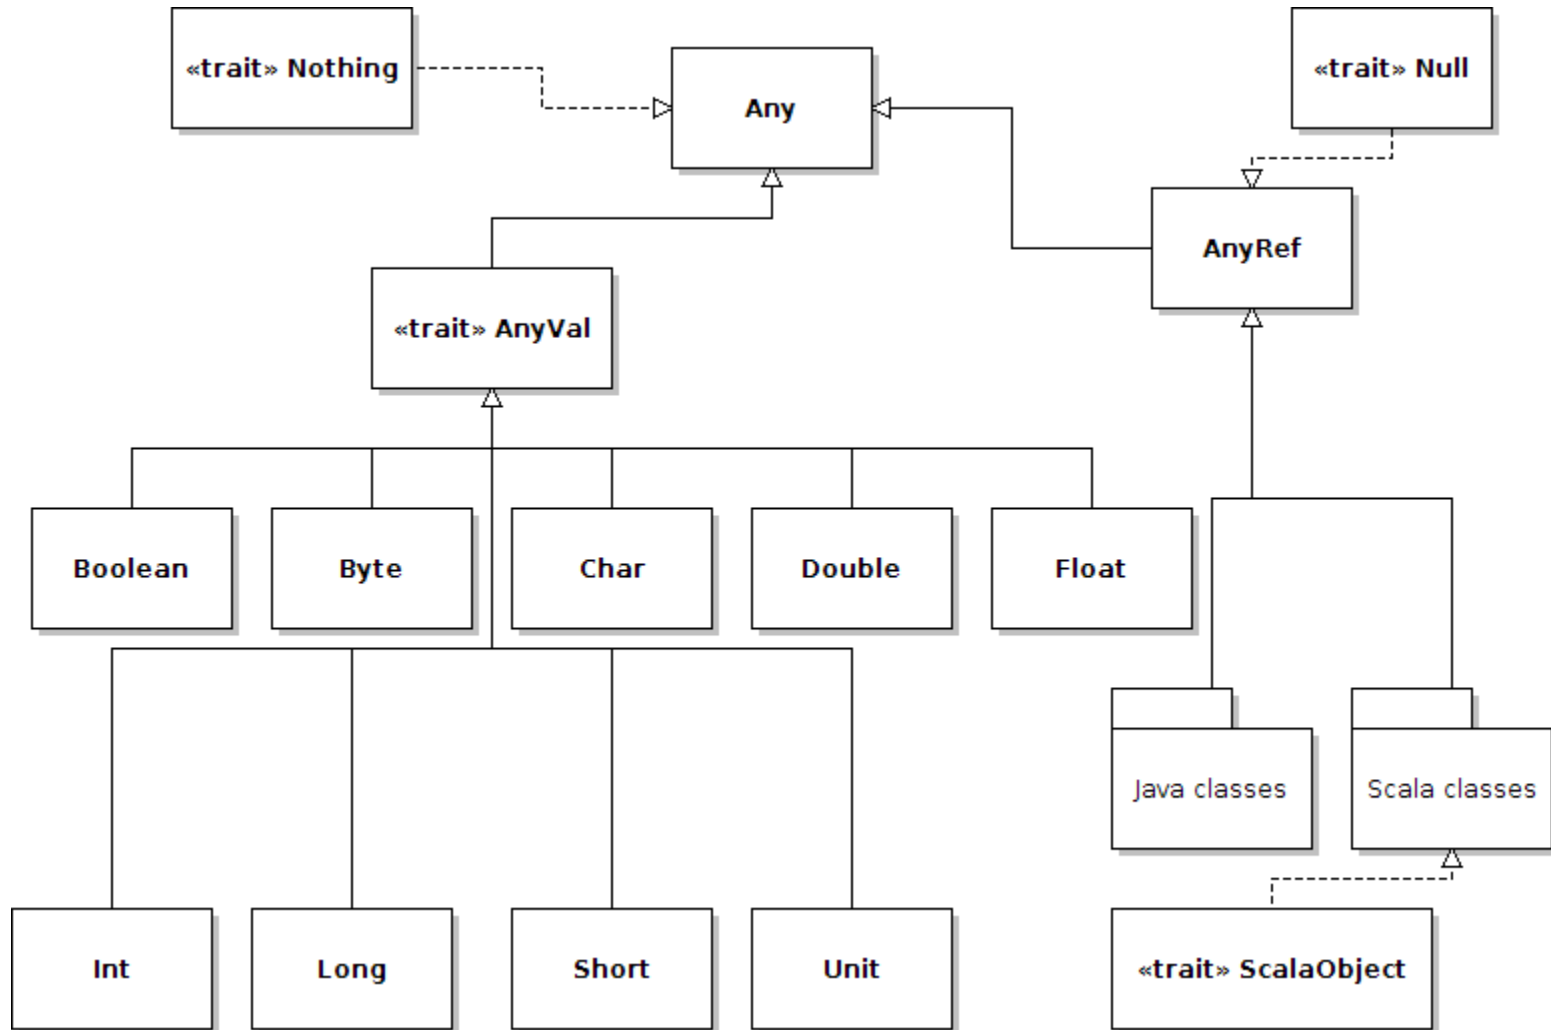 «trait» Nothing
Any
«trait» Null
AnyRef
«trait» AnyVal
Boolean
Byte
Char
Double
Float
Java classes
Scala classes
Int
Long
Short
Unit
«trait» ScalaObject